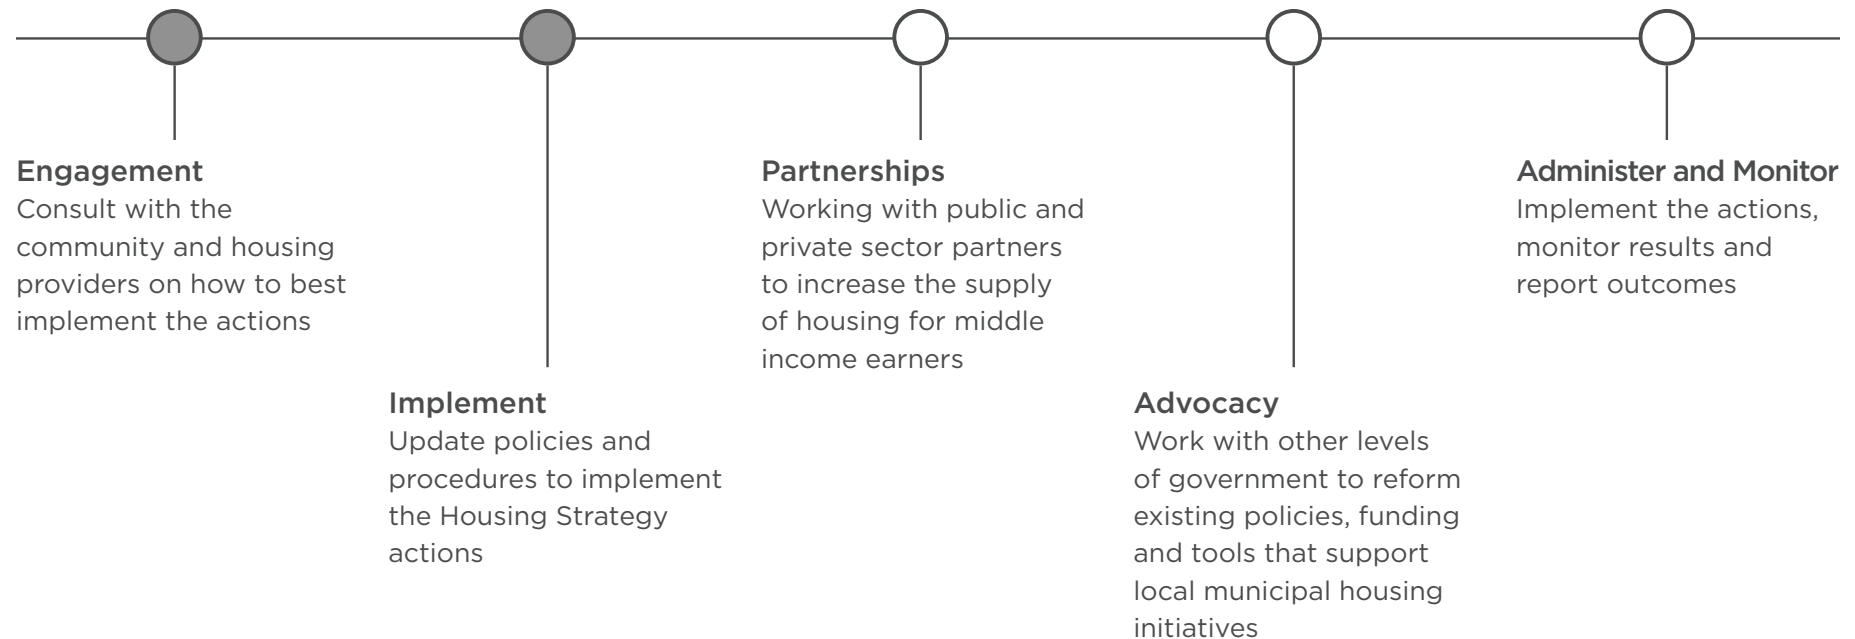 Engagement
Consult with the
community and housing
providers on how to best
implement the actions
Implement
Update policies and
procedures to implement
the Housing Strategy
actions
Partnerships
Working with public and
private sector partners
to increase the supply
of housing for middle
income earners
Advocacy
Work with other levels
of government to reform
existing policies, funding
and tools that support
local municipal housing
initiatives
Administer and Monitor
Implement the actions,
monitor results and
report outcomes